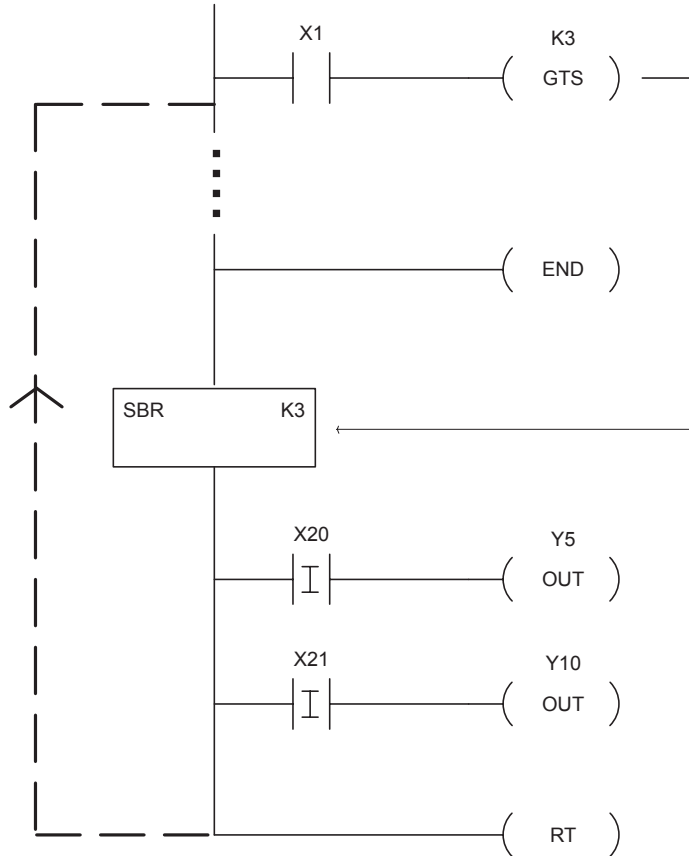 X1 K3
GTS
END
SBR K3
X20 Y5
I OUT
X21 Y10
I OUT
RT